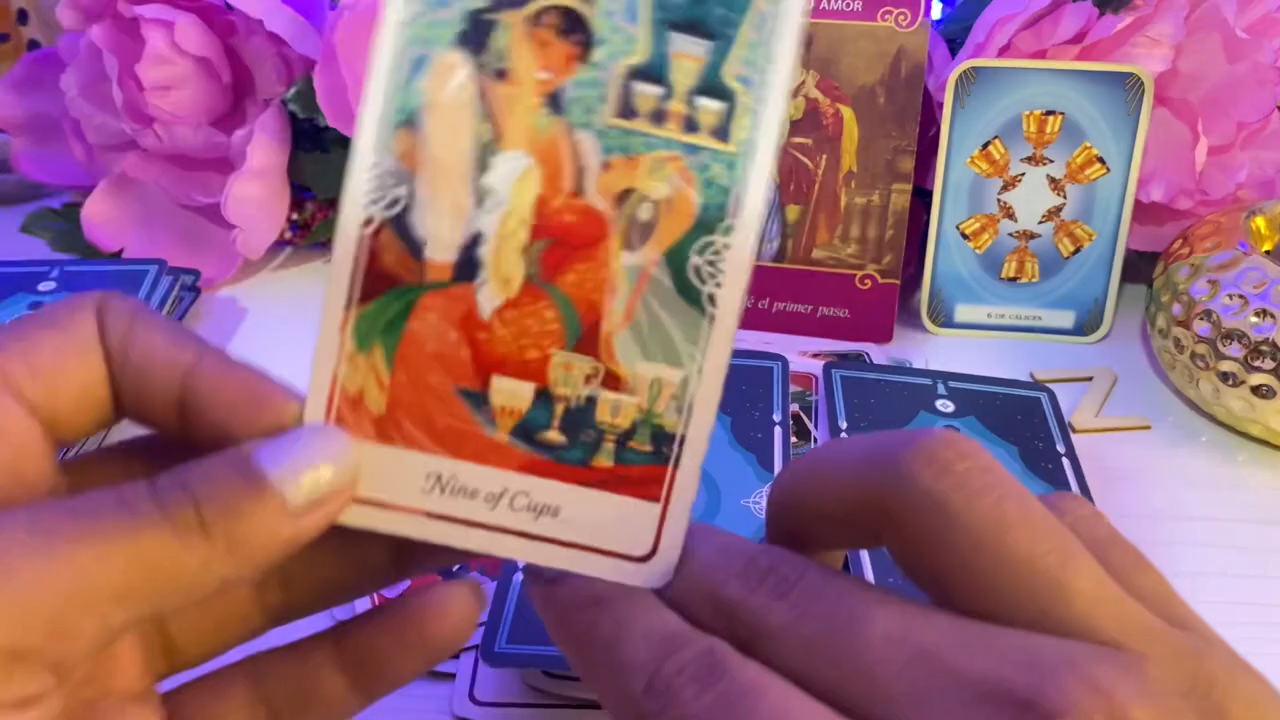 AMOR
é el primer paso.
6 DE CÁLICES
Nine of Cups